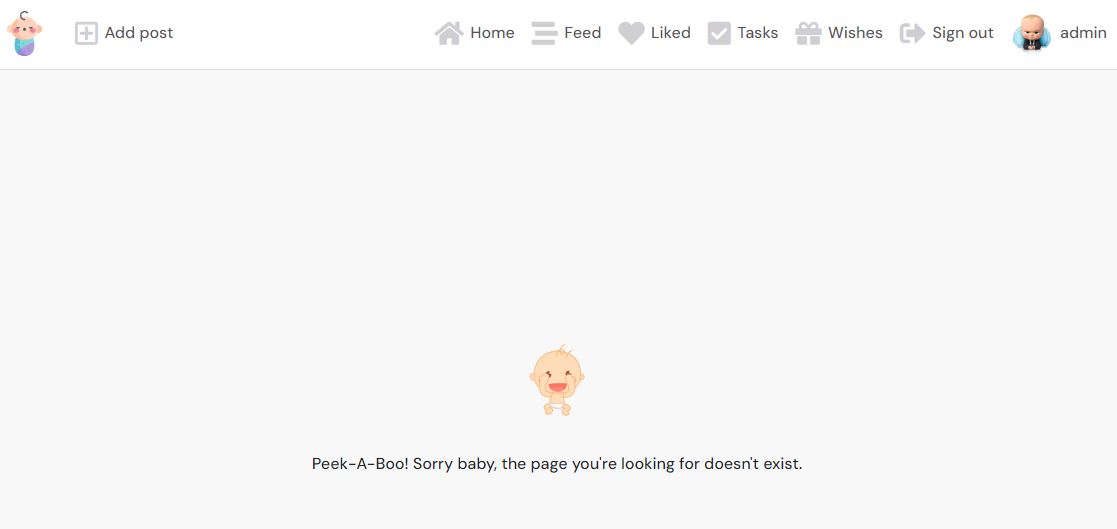 Add post Home Feed Liked Tasks Wishes Sign out admin
Peek-A-Boo! Sorry baby, the page you're looking for doesn't exist.